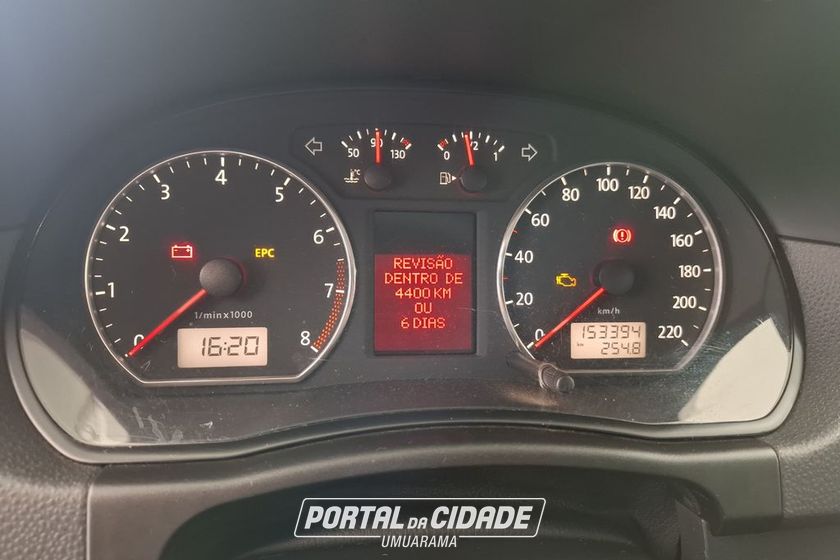 50 90 130
°C
0 1/2 1
0 1 2 3 4 5 6 7 8
EPC
1/min x 1000
16:20
REVISÃO
DENTRO DE
4400 KM
OU
6 DIAS
0 20 40 60 80 100 120 140 160 180 200 220
km/h
153394
km 254.8
PORTAL DA CIDADE
UMUARAMA